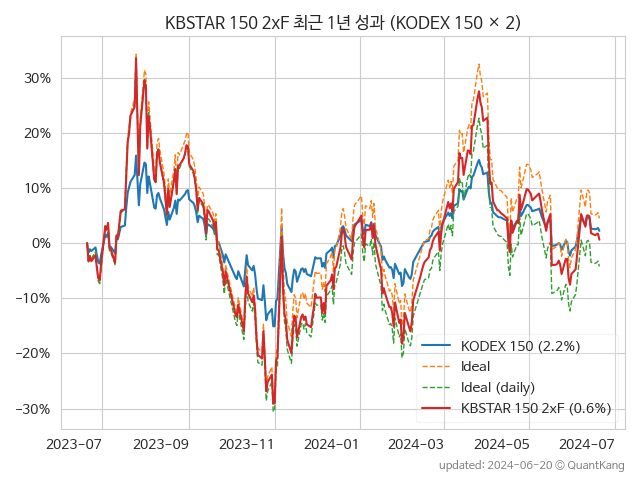 KBSTAR 150 2xF 최근 1년 성과 (KODEX 150 × 2)
30%
20%
10%
0%
−10%
−20%
−30%
KODEX 150 (2.2%)
Ideal
Ideal (daily)
KBSTAR 150 2xF (0.6%)
2023−07
2023−09
2023−11
2024−01
2024−03
2024−05
2024−07
updated: 2024−06−20 © QuantKang